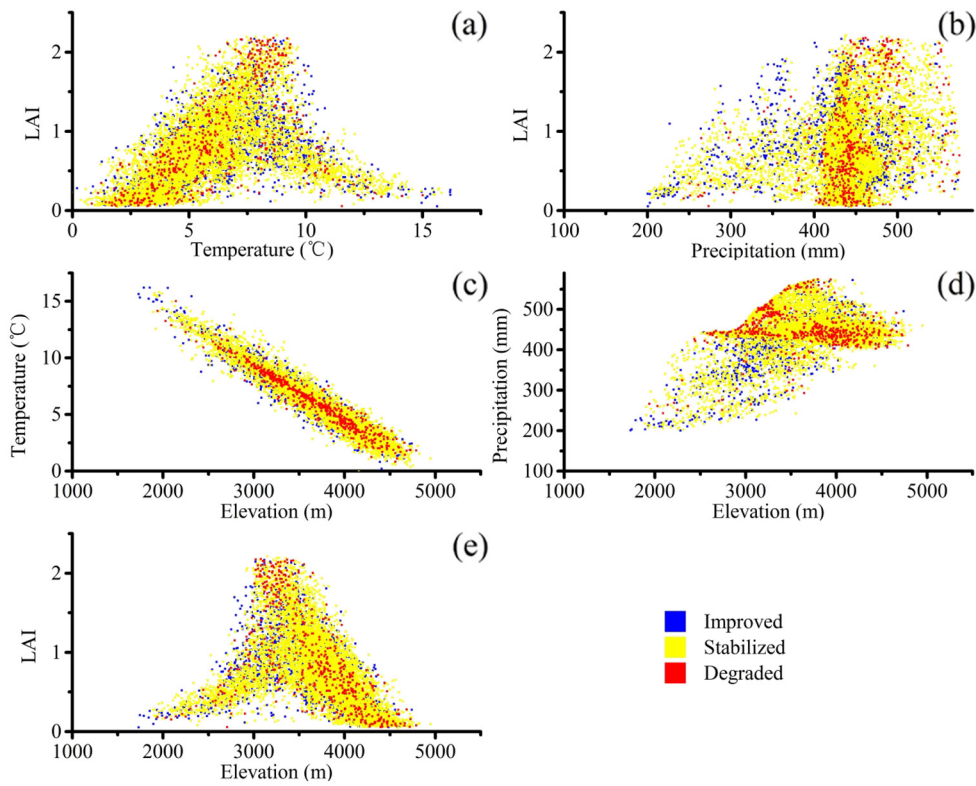 (a)
2
1
0
LAI
0 5 10 15
Temperature (℃)
(b)
2
1
0
LAI
100 200 300 400 500
Precipitation (mm)
(c)
15
10
5
0
Temperature (℃)
1000 2000 3000 4000 5000
Elevation (m)
(d)
500
400
300
200
100
Precipitation (mm)
1000 2000 3000 4000 5000
Elevation (m)
(e)
2
1
0
LAI
1000 2000 3000 4000 5000
Elevation (m)
Improved
Stabilized
Degraded